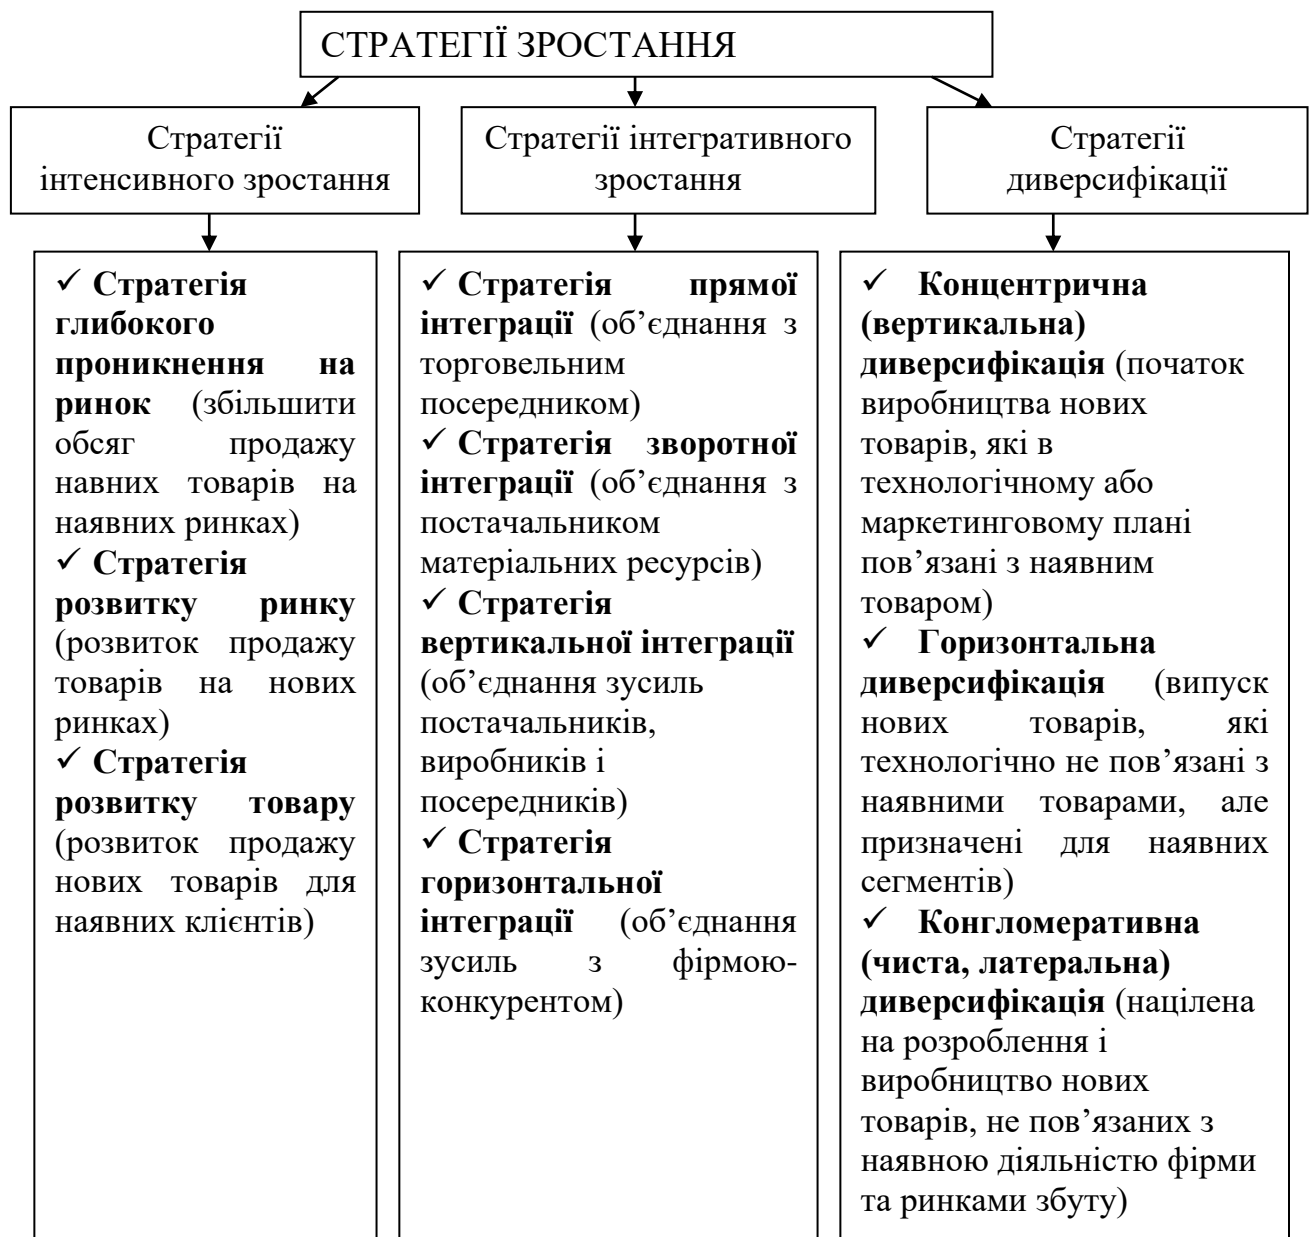 СТРАТЕГІЇ ЗРОСТАННЯ
Стратегії
інтенсивного зростання
Стратегії інтегративного
зростання
Стратегії
диверсифікації
✓ Стратегія
глибокого
проникнення на
ринок (збільшити
обсяг продажу
навних товарів на
наявних ринках)
✓ Стратегія
розвитку ринку
(розвиток продажу
товарів на нових
ринках)
✓ Стратегія
розвитку товару
(розвиток продажу
нових товарів для
наявних клієнтів)
✓ Стратегія прямої
інтеграції (об’єднання з
торговельним
посередником)
✓ Стратегія зворотної
інтеграції (об’єднання з
постачальником
матеріальних ресурсів)
✓ Стратегія
вертикальної інтеграції
(об’єднання зусиль
постачальників,
виробників і
посередників)
✓ Стратегія
горизонтальної
інтеграції (об’єднання
зусиль з фірмою-
конкурентом)
✓ Концентрична
(вертикальна)
диверсифікація (початок
виробництва нових
товарів, які в
технологічному або
маркетинговому плані
пов’язані з наявним
товаром)
✓ Горизонтальна
диверсифікація (випуск
нових товарів, які
технологічно не пов’язані з
наявними товарами, але
призначені для наявних
сегментів)
✓ Конгломеративна
(чиста, латеральна)
диверсифікація (націлена
на розроблення і
виробництво нових
товарів, не пов’язаних з
наявною діяльністю фірми
та ринками збуту)